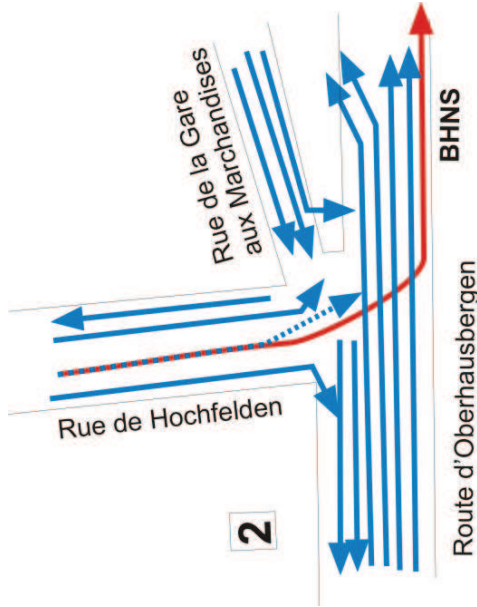 Rue de la Gare
aux Marchandises
BHNS
Rue de Hochfelden
2
Route d'Oberhausbergen